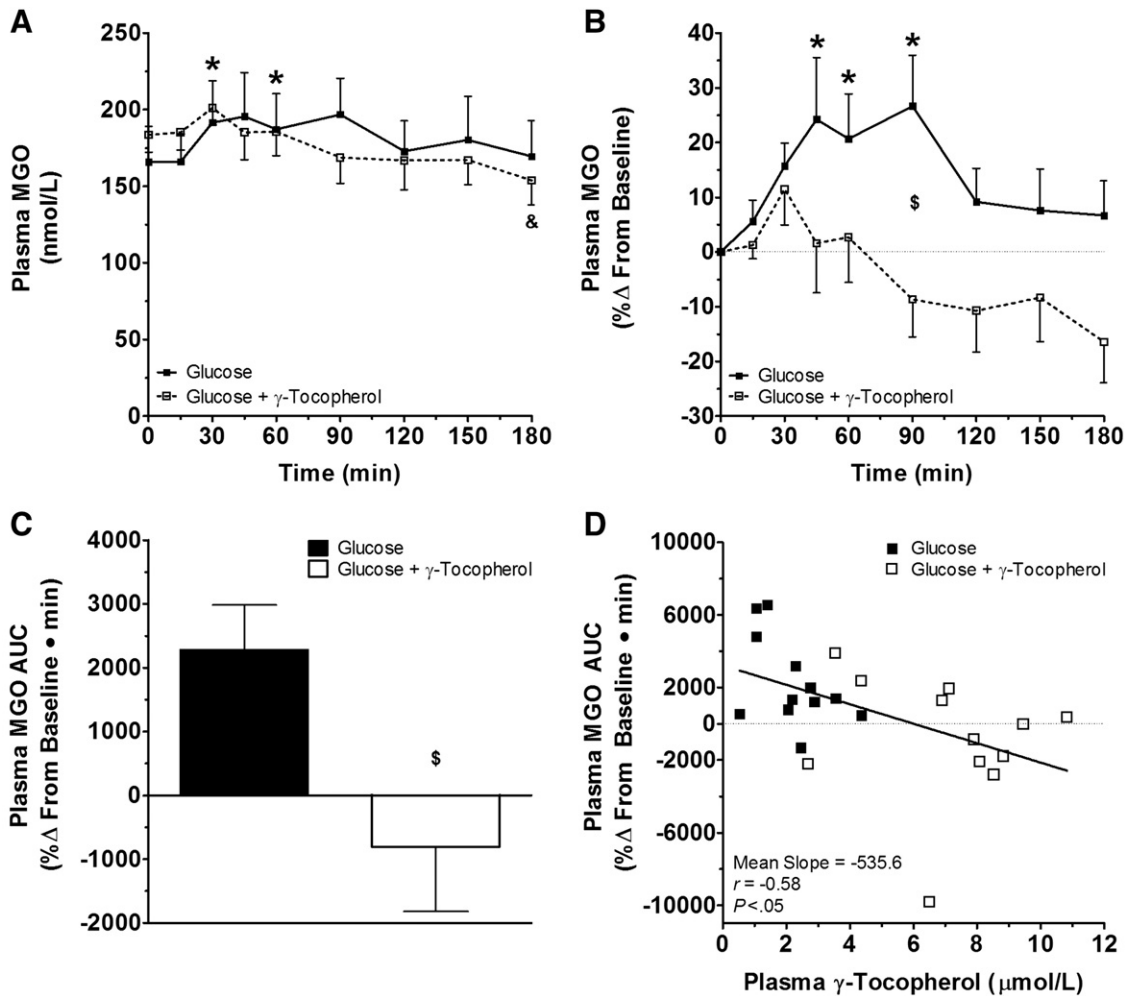 A
Plasma MGO
(nmol/L)
250
200
150
100
50
0
*
*
&
Glucose
Glucose + γ-Tocopherol
0 30 60 90 120 150 180
Time (min)
B
Plasma MGO
(%Δ From Baseline)
40
30
20
10
0
-10
-20
-30
*
*
*
$
Glucose
Glucose + γ-Tocopherol
0 30 60 90 120 150 180
Time (min)
C
Plasma MGO AUC
(%Δ From Baseline • min)
4000
3000
2000
1000
0
-1000
-2000
Glucose
Glucose + γ-Tocopherol
$
D
Plasma MGO AUC
(%Δ From Baseline • min)
10000
6000
2000
0
-2000
-6000
-10000
Glucose
Glucose + γ-Tocopherol
Mean Slope = -535.6
r = -0.58
P<.05
0 2 4 6 8 10 12
Plasma γ-Tocopherol (μmol/L)